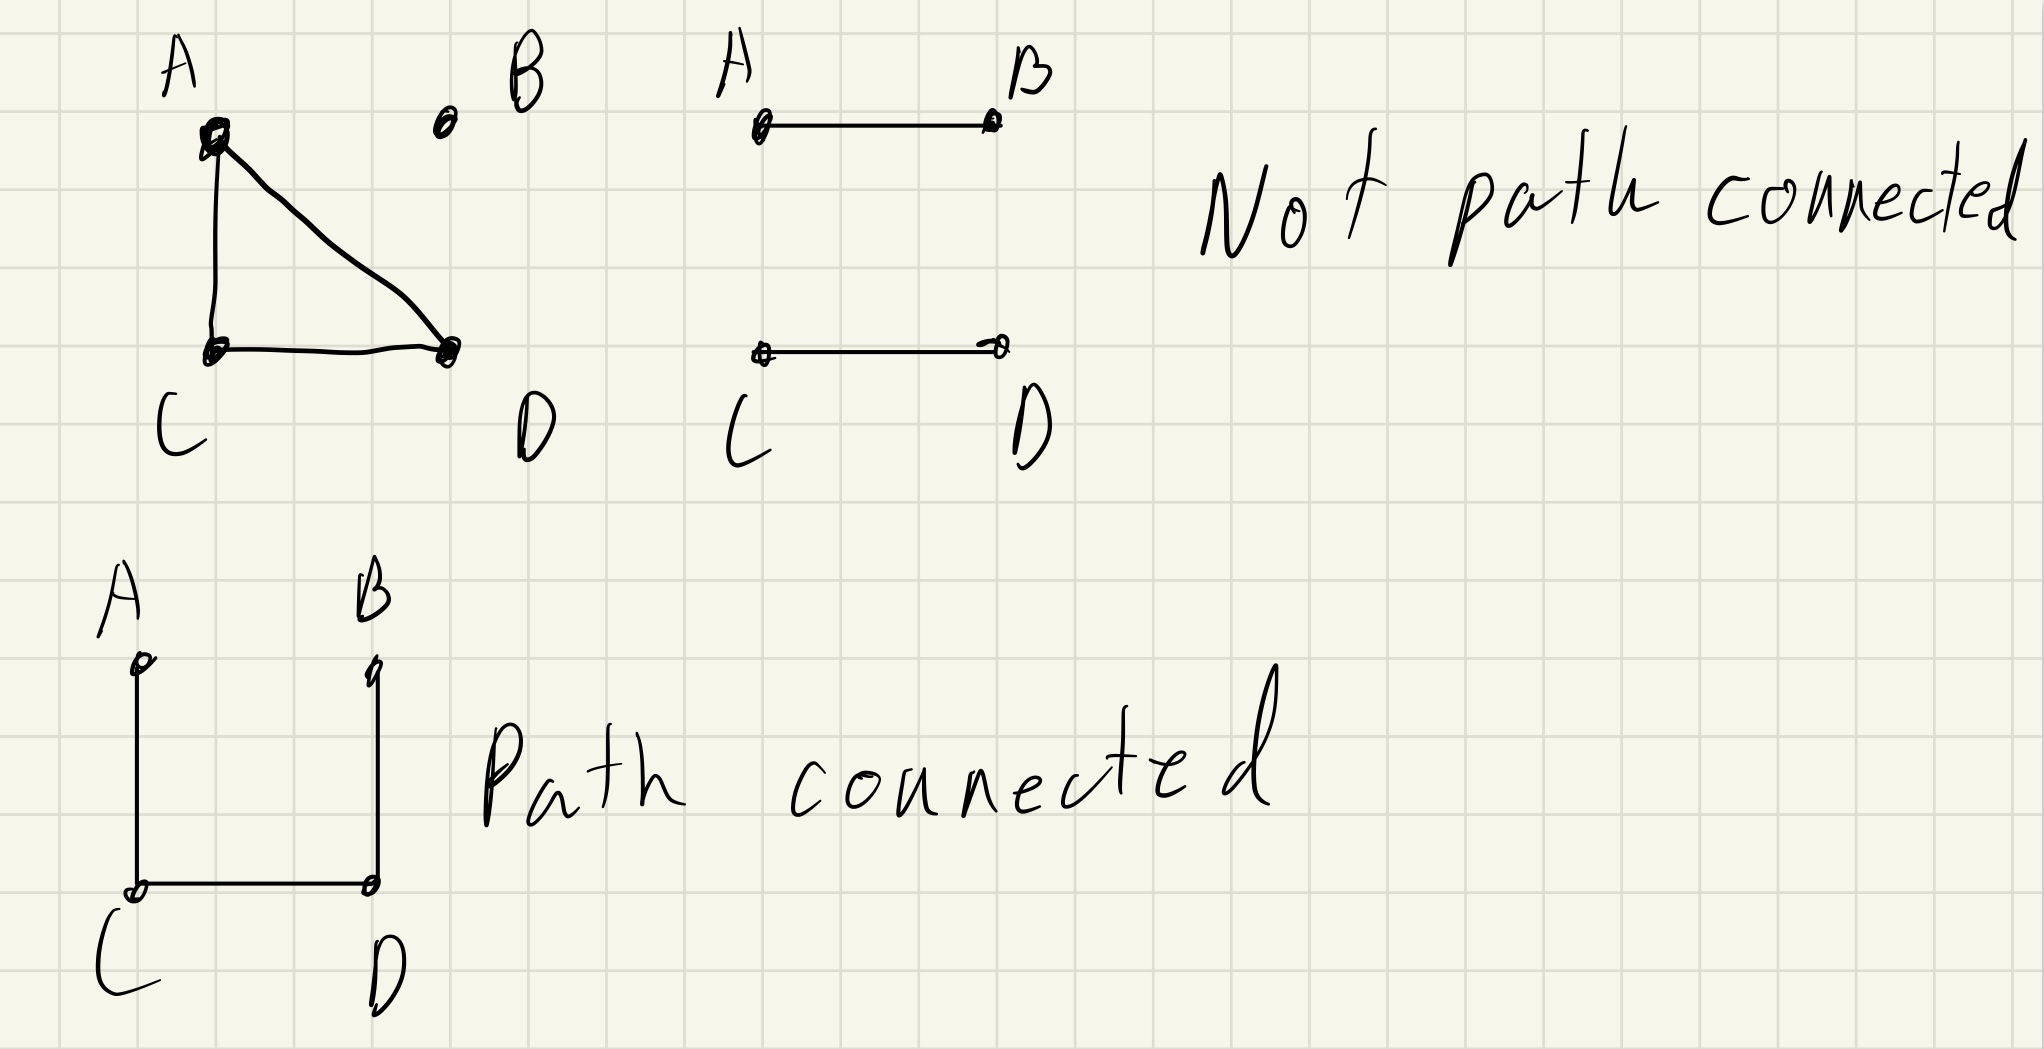 A B A B
Not path connected
C D C D
A B
Path connected
C D